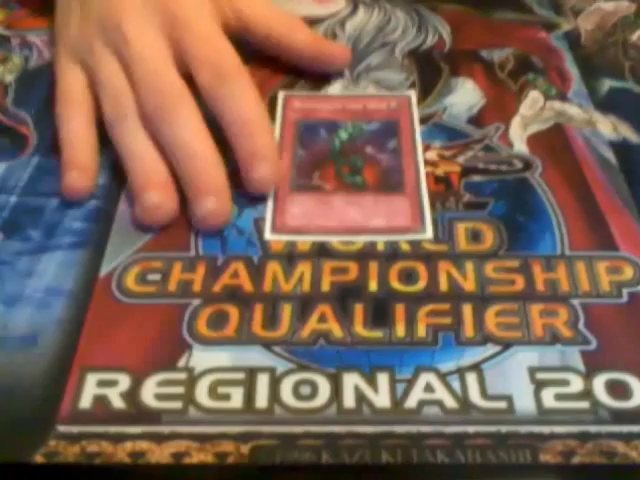 WORLD
CHAMPIONSHIP
QUALIFIER
REGIONAL 20
1996 KAZUKI TAKAHASHI